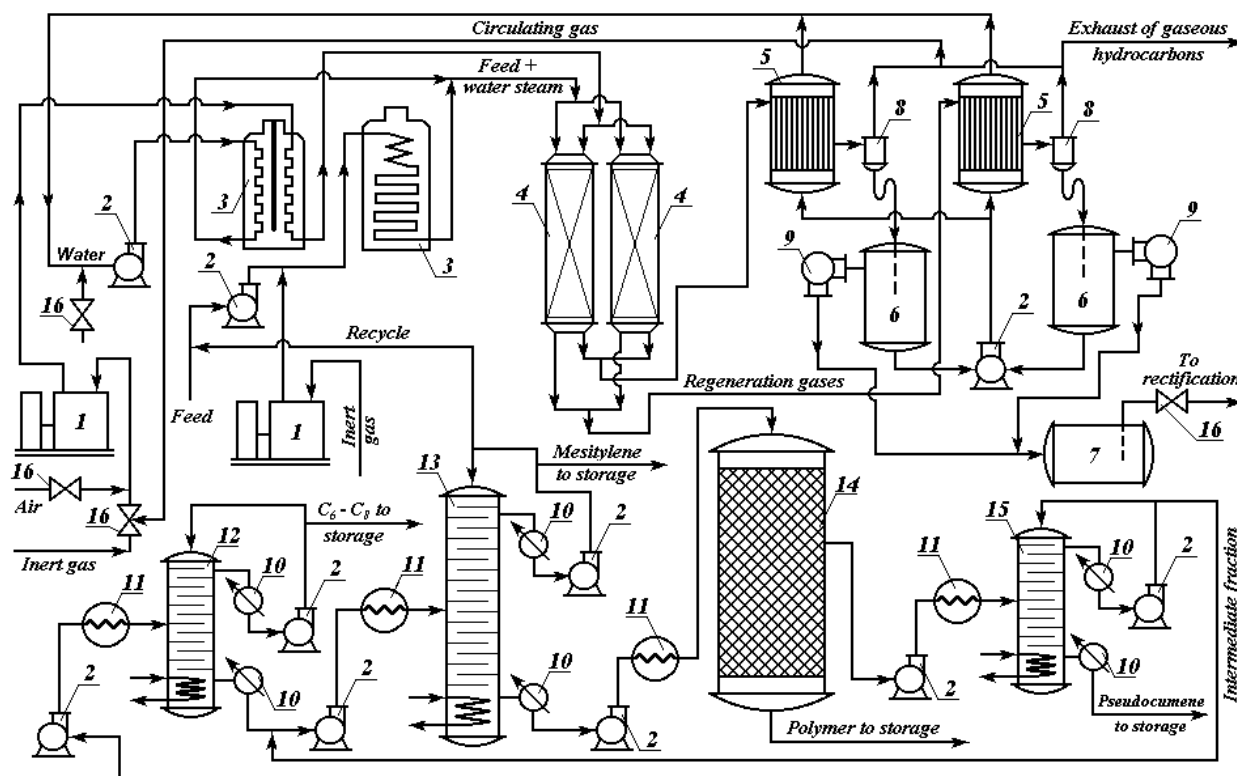 Circulating gas
Exhaust of gaseous
hydrocarbons
Feed +
water steam
5
8
5
8
3
3
2
4
4
Water
2
16
9
9
6
6
2
Recycle
To
rectification
Regeneration gases
1
Feed
1
Inert
gas
16
7
16
Air
16
Mesitylene
to storage
13
14
C6 - C8 to
storage
Inert gas
12
10
2
11
10
2
15
11
10
2
11
11
10
2
2
10
2
10
2
10
Intermediate fraction
2
Pseudocumene
to storage
Polymer to storage